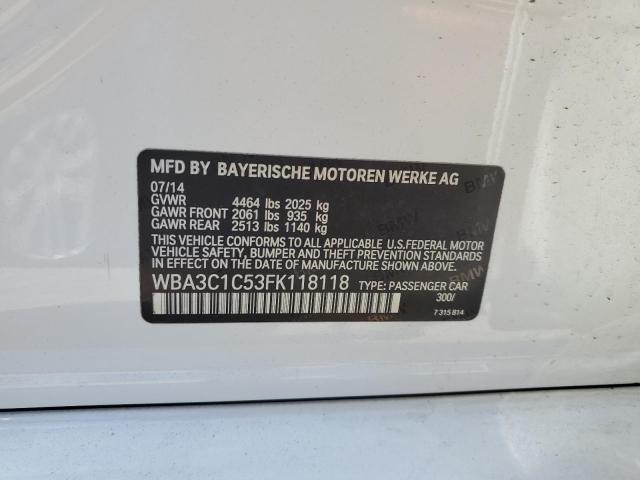 MFD BY BAYERISCHE MOTOREN WERKE AG
07/14
GVWR 4464 lbs 2025 kg
GAWR FRONT 2061 lbs 935 kg
GAWR REAR 2513 lbs 1140 kg
THIS VEHICLE CONFORMS TO ALL APPLICABLE U.S.FEDERAL MOTOR
VEHICLE SAFETY, BUMPER AND THEFT PREVENTION STANDARDS
IN EFFECT ON THE DATE OF MANUFACTURE SHOWN ABOVE.
WBA3C1C53FK118118 TYPE: PASSENGER CAR
300/
7 315 814
BMW
BMW
BMW